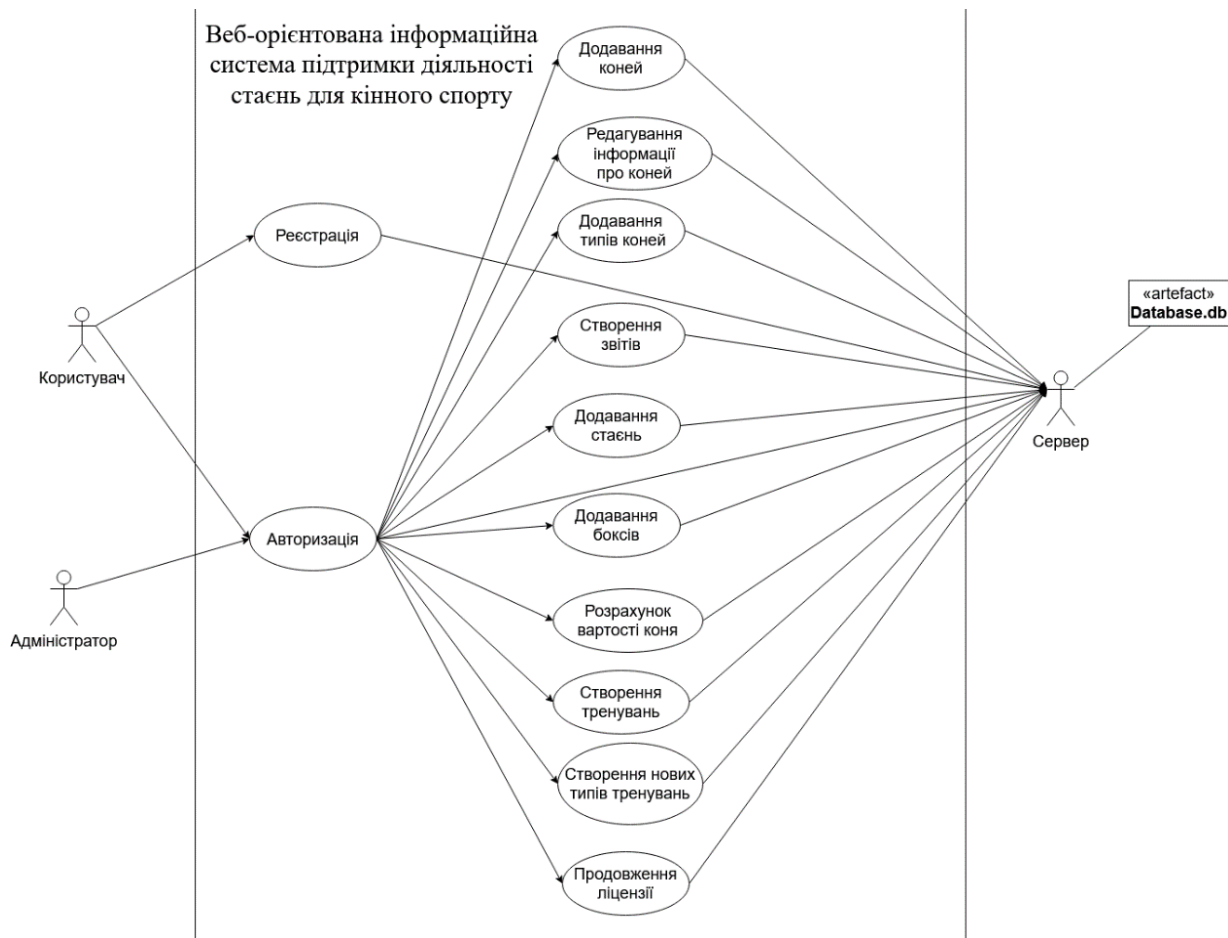 Веб-орієнтована інформаційна
система підтримки діяльності
стаєнь для кінного спорту
Додавання
коней
Редагування
інформації
про коней
Реєстрація
Додавання
типів коней
«artefact»
Database.db
Створення
звітів
Користувач
Сервер
Додавання
стаєнь
Авторизація
Додавання
боксів
Адміністратор
Розрахунок
вартості коня
Створення
тренувань
Створення нових
типів тренувань
Продовження
ліцензії